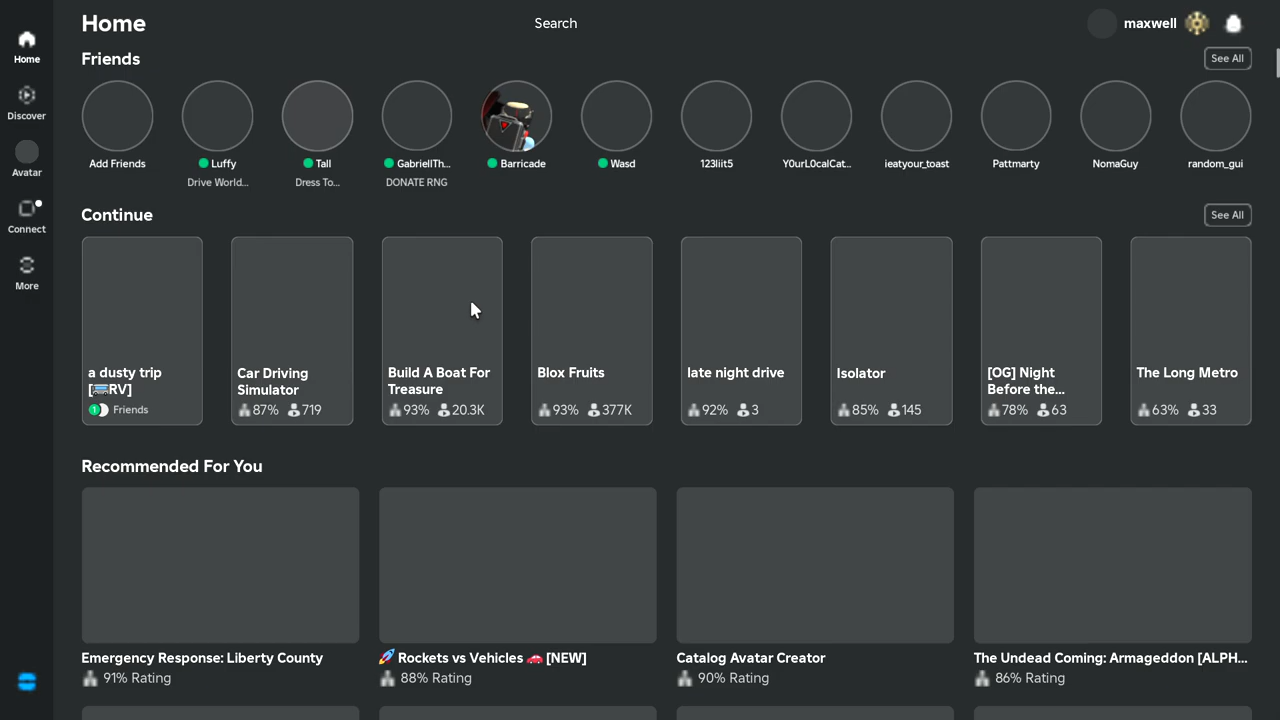 Home
Search
maxwell
Home
Discover
Avatar
Connect
More
Friends
See All
Add Friends
Luffy
Drive World...
Tall
Dress To...
GabriellTh...
DONATE RNG
Barricade
Wasd
123liit5
Y0urL0calCat...
ieatyour_toast
Pattmarty
NomaGuy
random_gui
Continue
See All
a dusty trip
[🚐RV]
1 Friends
Car Driving
Simulator
87% 719
Build A Boat For
Treasure
93% 20.3K
Blox Fruits
93% 377K
late night drive
92% 3
Isolator
85% 145
[OG] Night
Before the...
78% 63
The Long Metro
63% 33
Recommended For You
Emergency Response: Liberty County
91% Rating
🚀 Rockets vs Vehicles 🚗 [NEW]
88% Rating
Catalog Avatar Creator
90% Rating
The Undead Coming: Armageddon [ALPH...
86% Rating